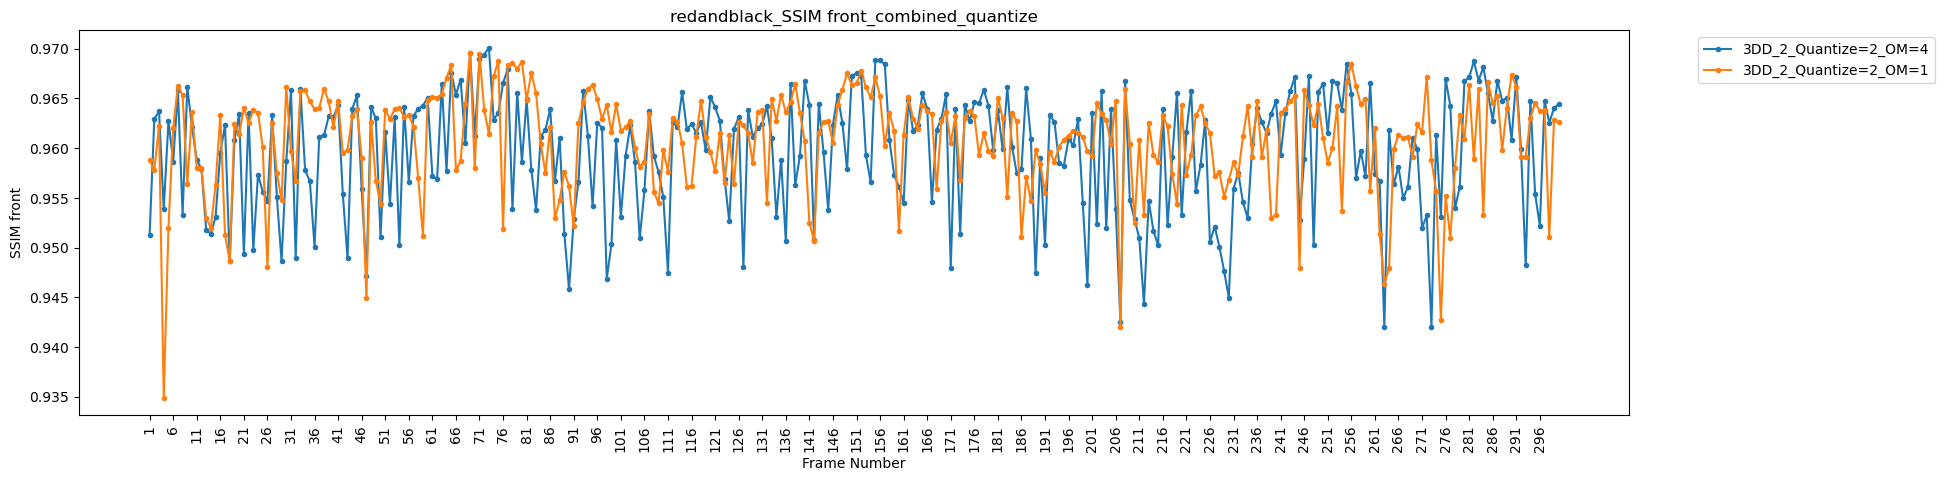 redandblack_SSIM front_combined_quantize
3DD_2_Quantize=2_OM=4
3DD_2_Quantize=2_OM=1
SSIM front
0.970
0.965
0.960
0.955
0.950
0.945
0.940
0.935
1 6 11 16 21 26 31 36 41 46 51 56 61 66 71 76 81 86 91 96 101 106 111 116 121 126 131 136 141 146 151 156 161 166 171 176 181 186 191 196 201 206 211 216 221 226 231 236 241 246 251 256 261 266 271 276 281 286 291 296
Frame Number